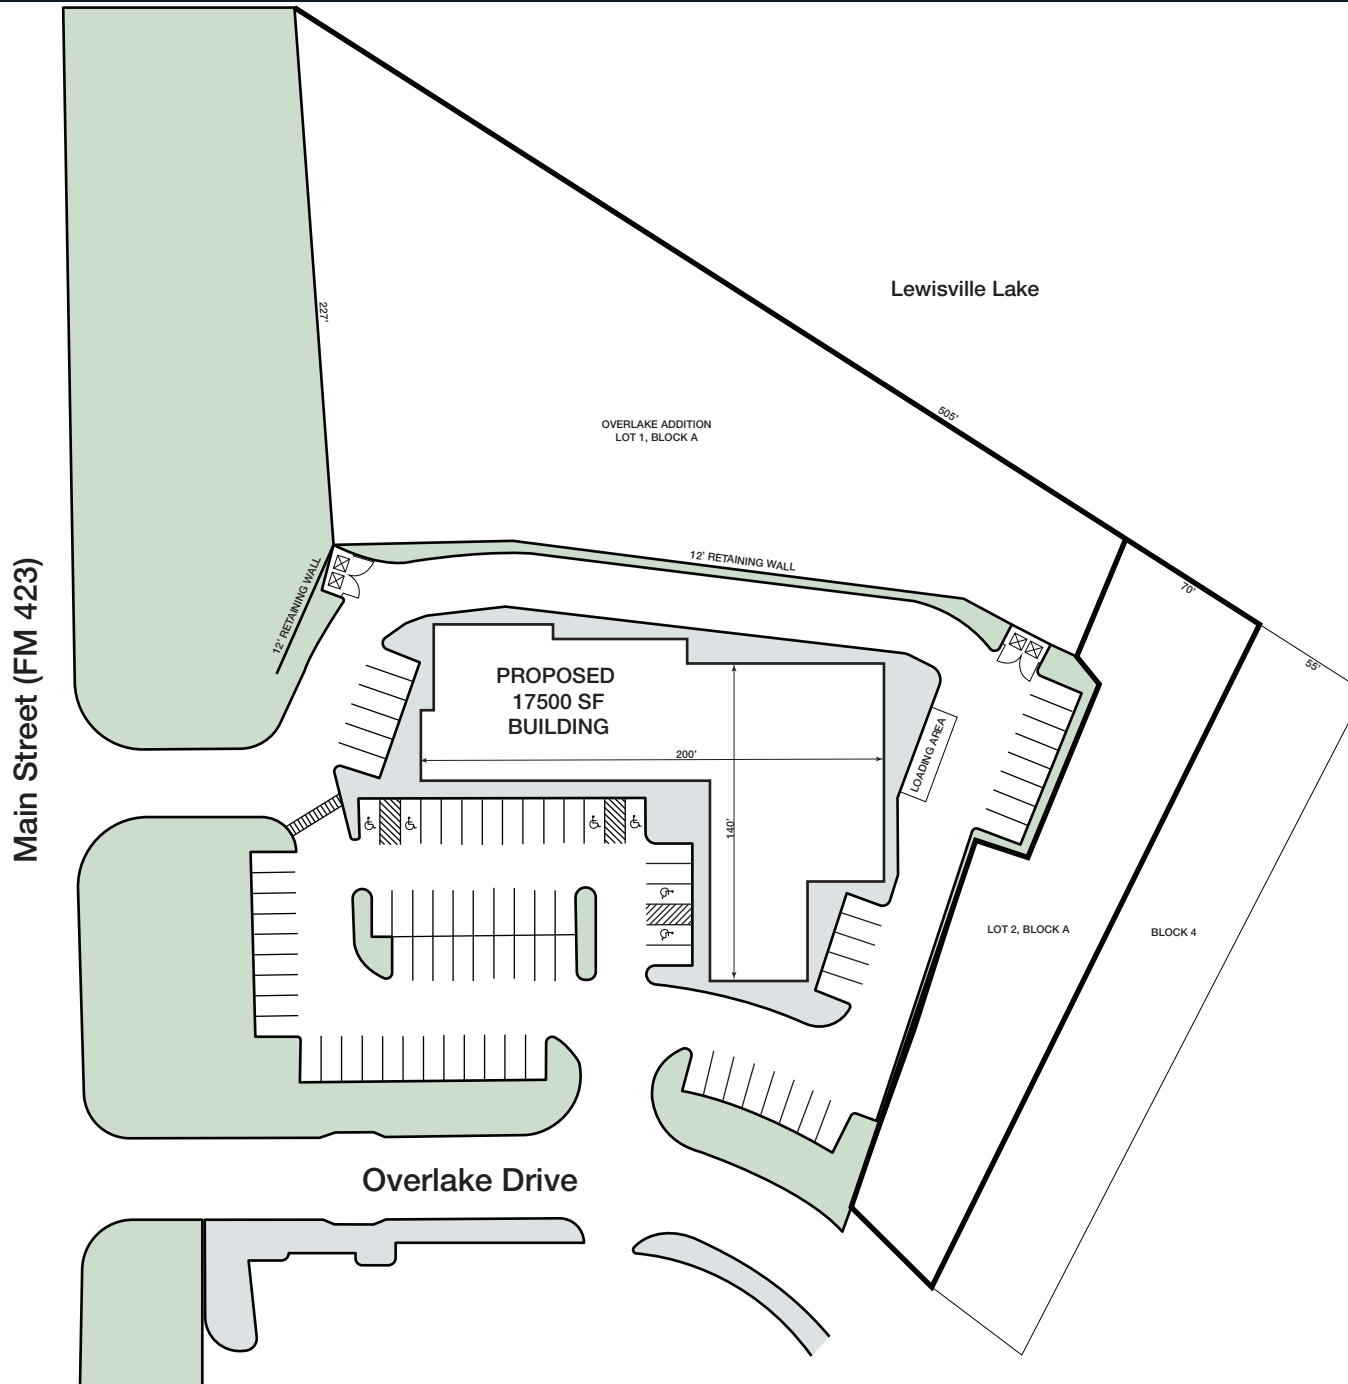 227'
Lewisville Lake
505'
OVERLAKE ADDITION
LOT 1, BLOCK A
12' RETAINING WALL
12' RETAINING WALL
70'
55'
Main Street (FM 423)
PROPOSED
17500 SF
BUILDING
200'
140'
LOADING AREA
LOT 2, BLOCK A
BLOCK 4
Overlake Drive